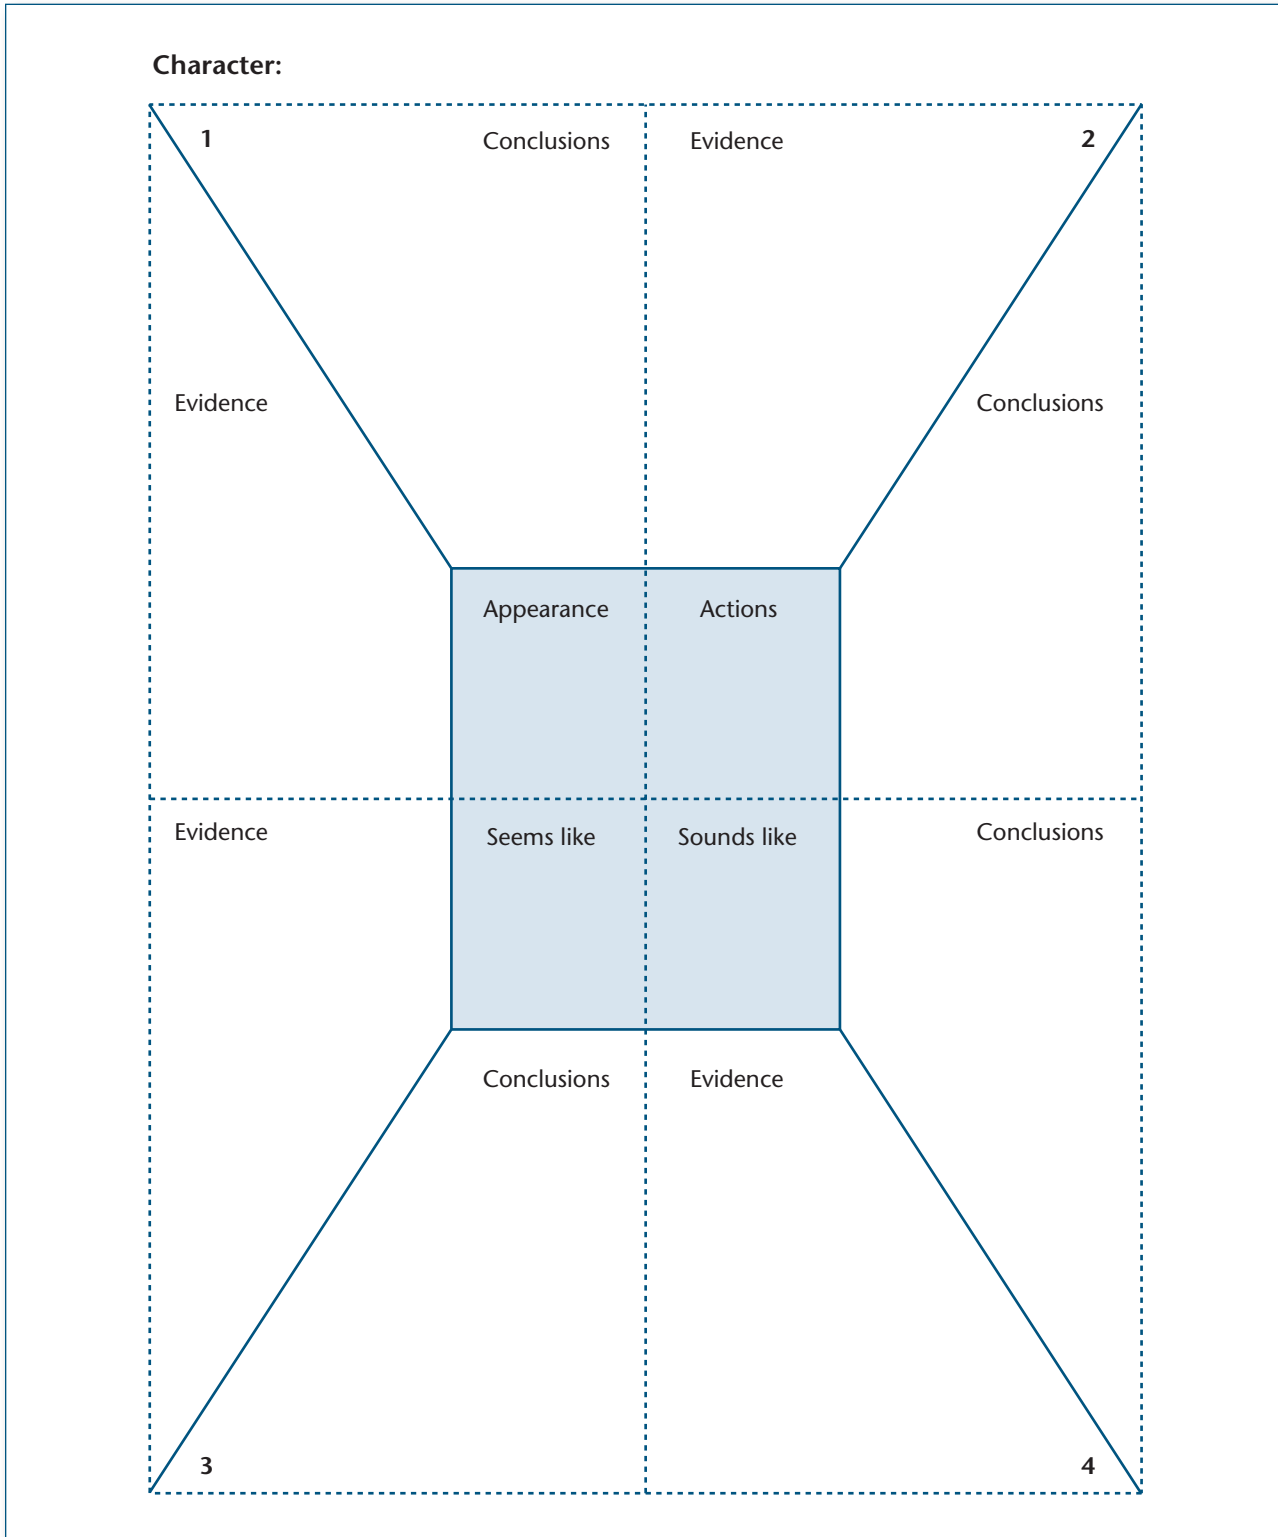 Character:
1 Conclusions Evidence 2
Evidence Conclusions
Appearance Actions
Evidence Seems like Sounds like Conclusions
Conclusions Evidence
3 4